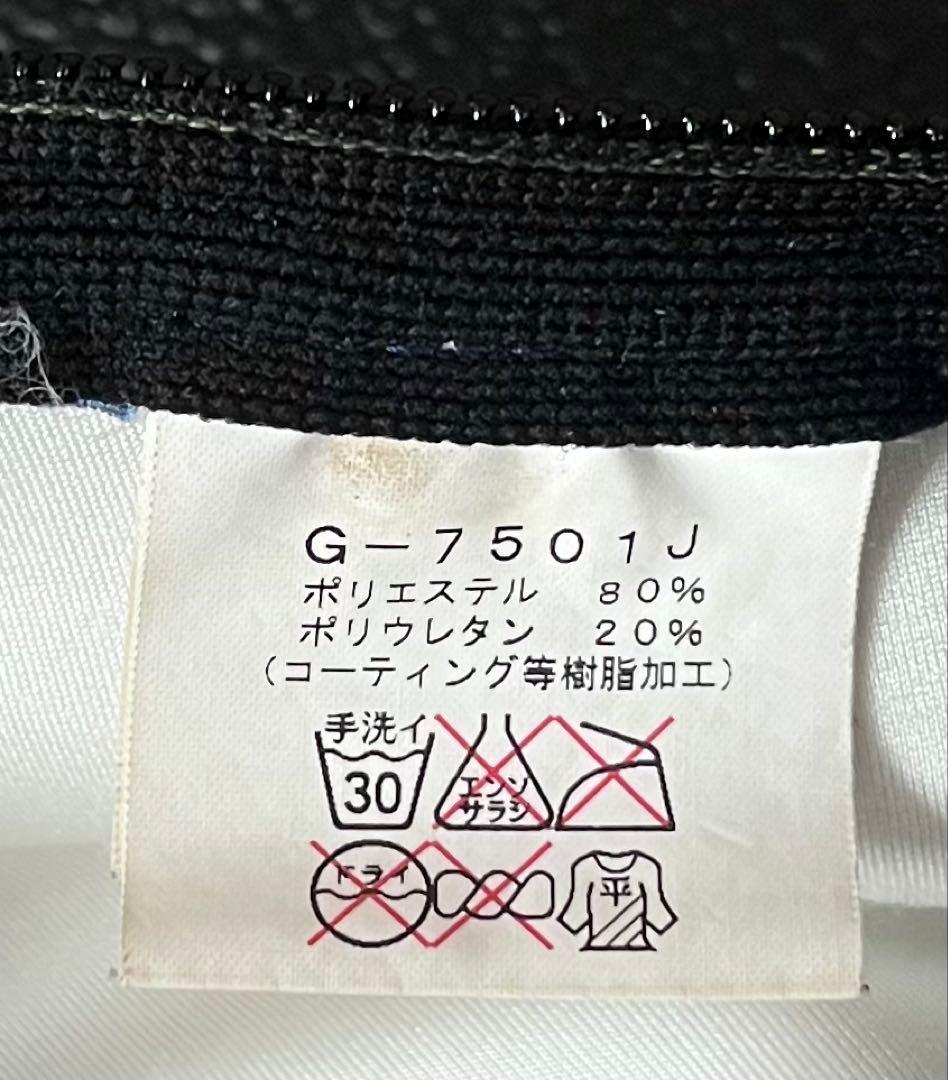 G－7501J
ポリエステル　80％
ポリウレタン　20％
（コーティング等樹脂加工）
手洗イ
30
エンソ
サラシ
ドライ
平